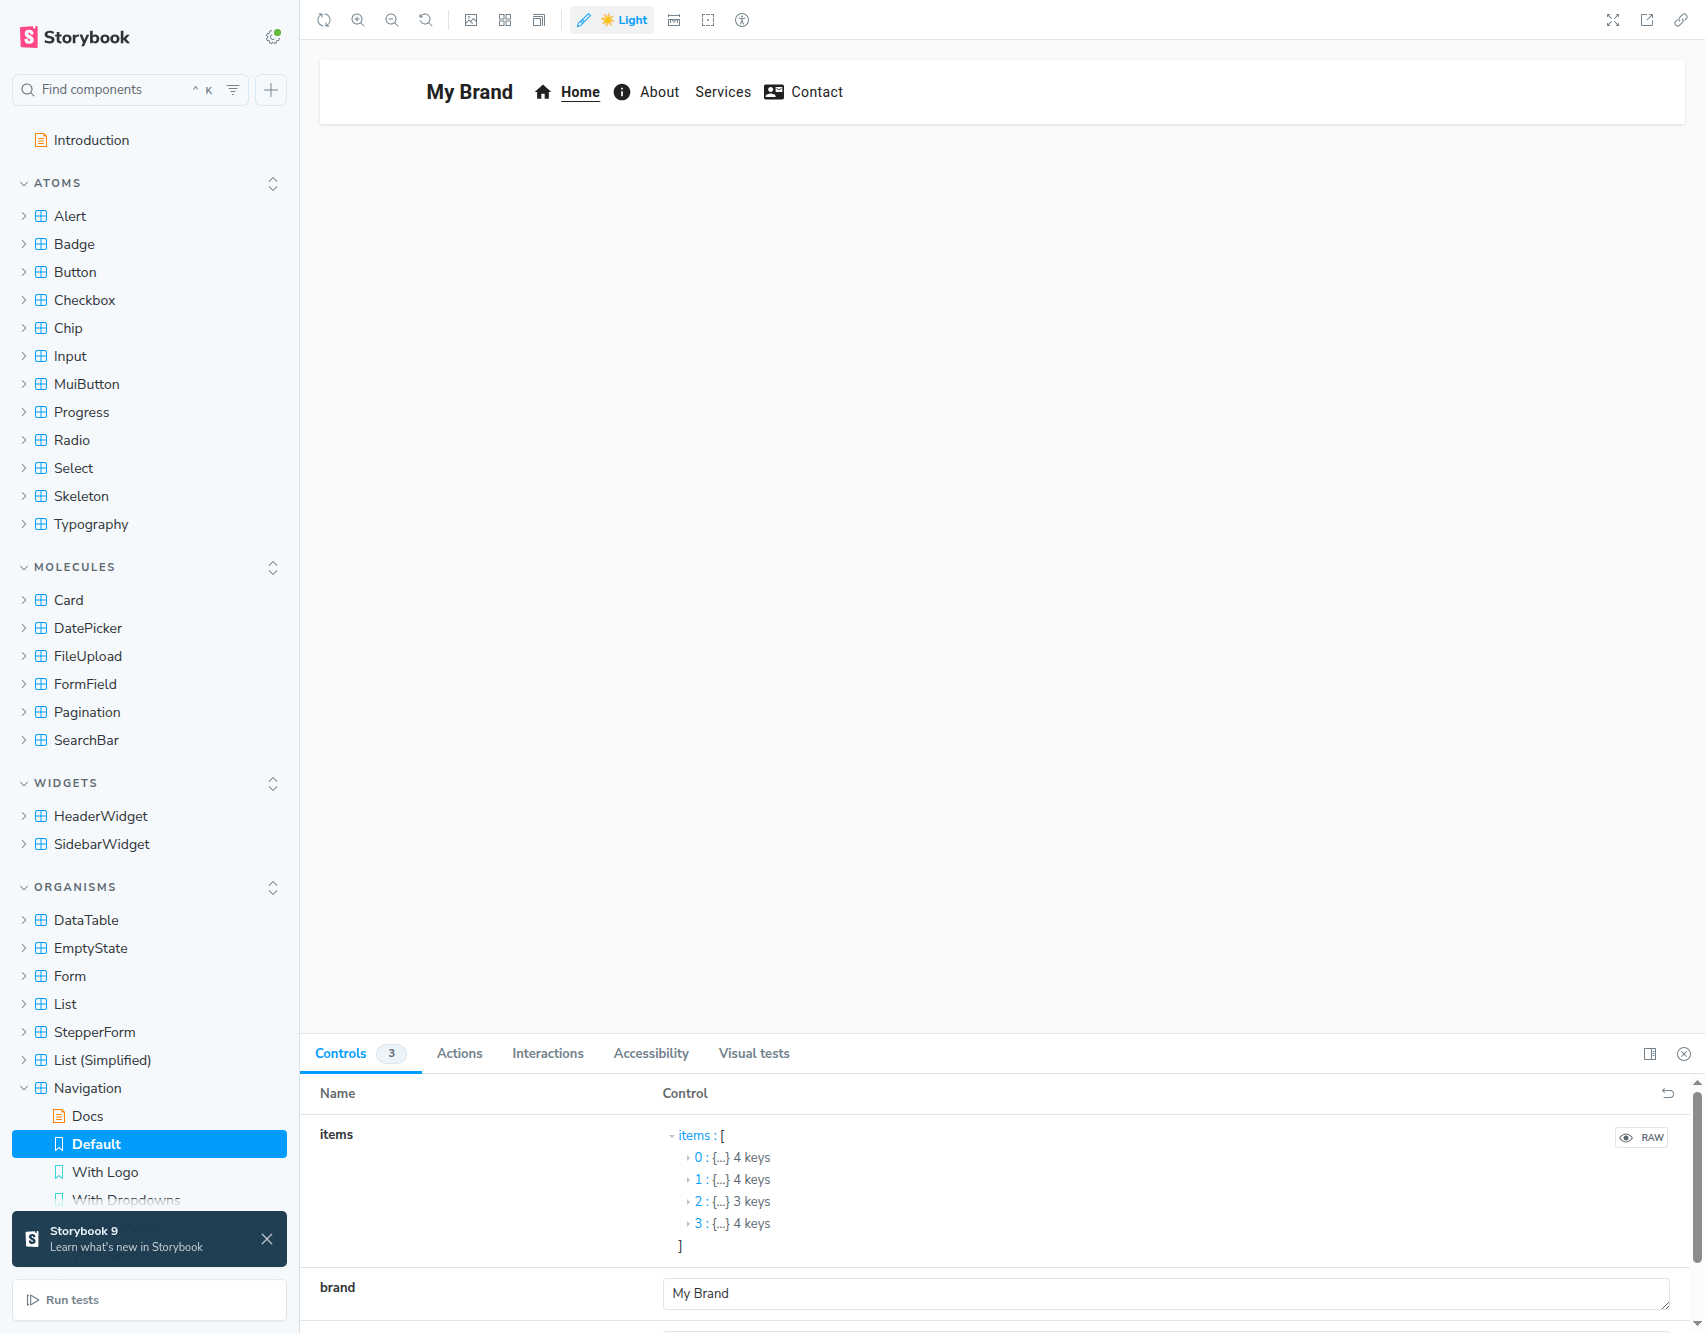 Storybook
Find components
^ K
Introduction
ATOMS
Alert
Badge
Button
Checkbox
Chip
Input
MuiButton
Progress
Radio
Select
Skeleton
Typography
MOLECULES
Card
DatePicker
FileUpload
FormField
Pagination
SearchBar
WIDGETS
HeaderWidget
SidebarWidget
ORGANISMS
DataTable
EmptyState
Form
List
StepperForm
List (Simplified)
Navigation
Docs
Default
With Logo
With Dropdowns
Storybook 9
Learn what's new in Storybook
Run tests
Light
My Brand Home About Services Contact
Controls 3 Actions Interactions Accessibility Visual tests
Name Control
items
items : [
0 : {...} 4 keys
1 : {...} 4 keys
2 : {...} 3 keys
3 : {...} 4 keys
]
RAW
brand
My Brand